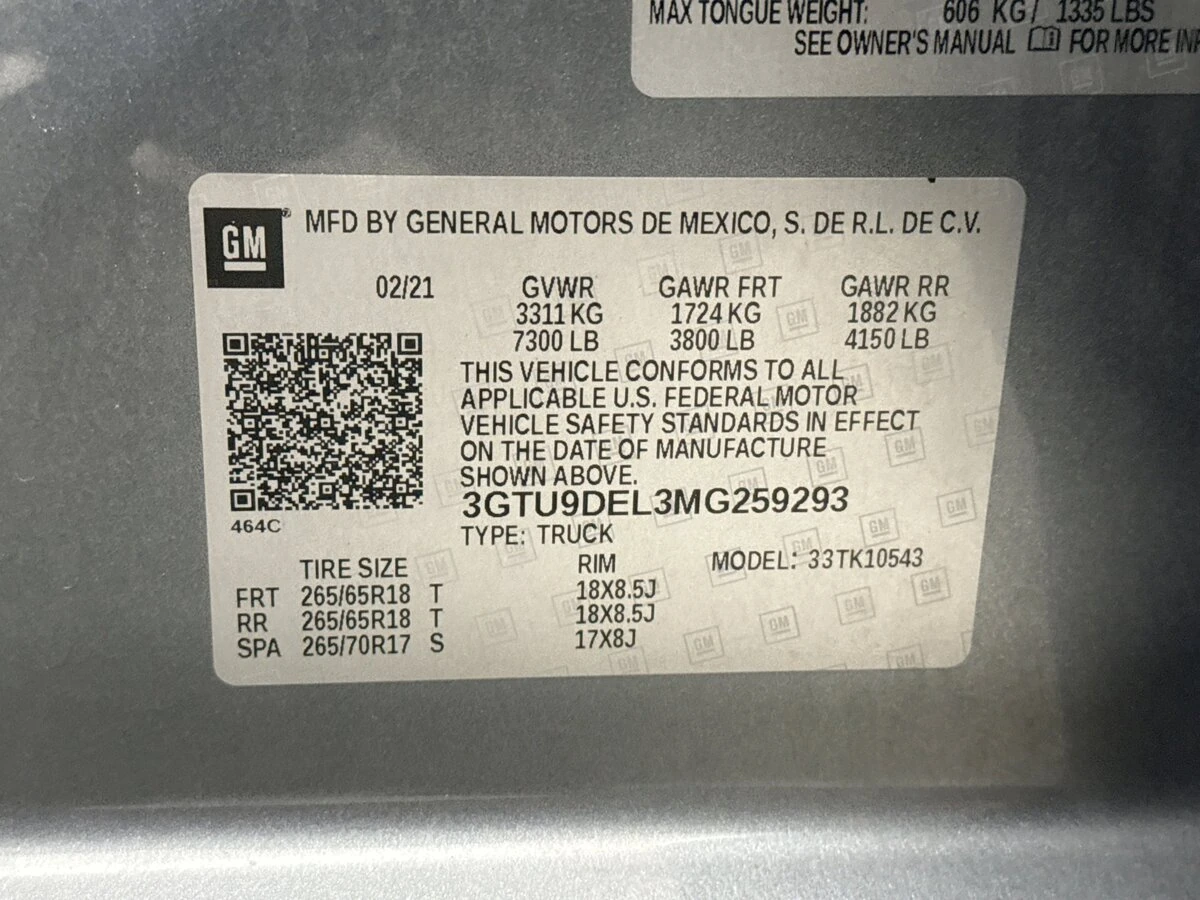 MAX TONGUE WEIGHT: 606 KG/ 1335 LBS
SEE OWNER'S MANUAL FOR MORE
GM® MFD BY GENERAL MOTORS DE MEXICO, S. DE R.L. DE C.V.
02/21 GVWR GAWR FRT GAWR RR
3311 KG 1724 KG 1882 KG
7300 LB 3800 LB 4150 LB
THIS VEHICLE CONFORMS TO ALL
APPLICABLE U.S. FEDERAL MOTOR
VEHICLE SAFETY STANDARDS IN EFFECT
ON THE DATE OF MANUFACTURE
SHOWN ABOVE.
3GTU9DEL3MG259293
464C
TYPE: TRUCK
TIRE SIZE RIM MODEL: 33TK10543
FRT 265/65R18 T 18X8.5J
RR 265/65R18 T 18X8.5J
SPA 265/70R17 S 17X8J